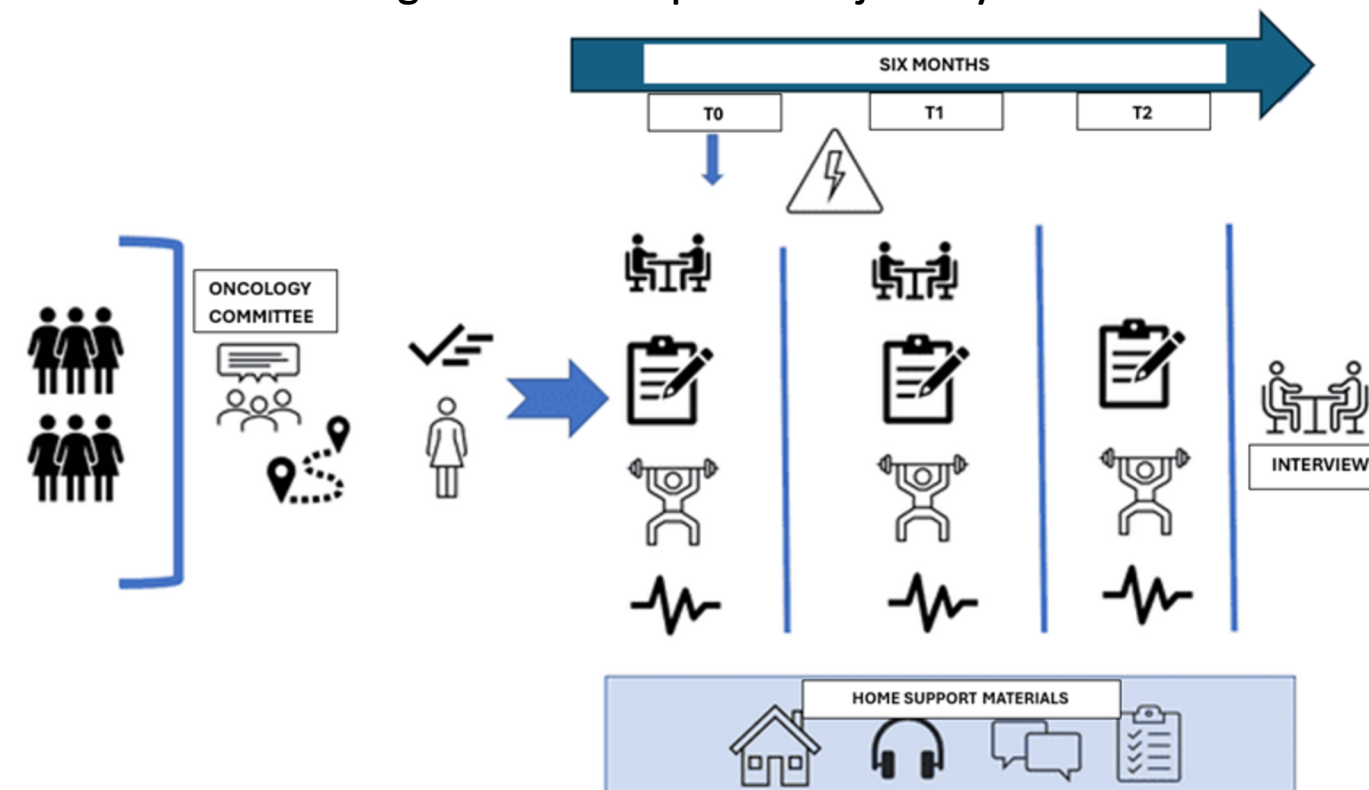 SIX MONTHS
T0
T1
T2
ONCOLOGY
COMMITTEE
INTERVIEW
HOME SUPPORT MATERIALS